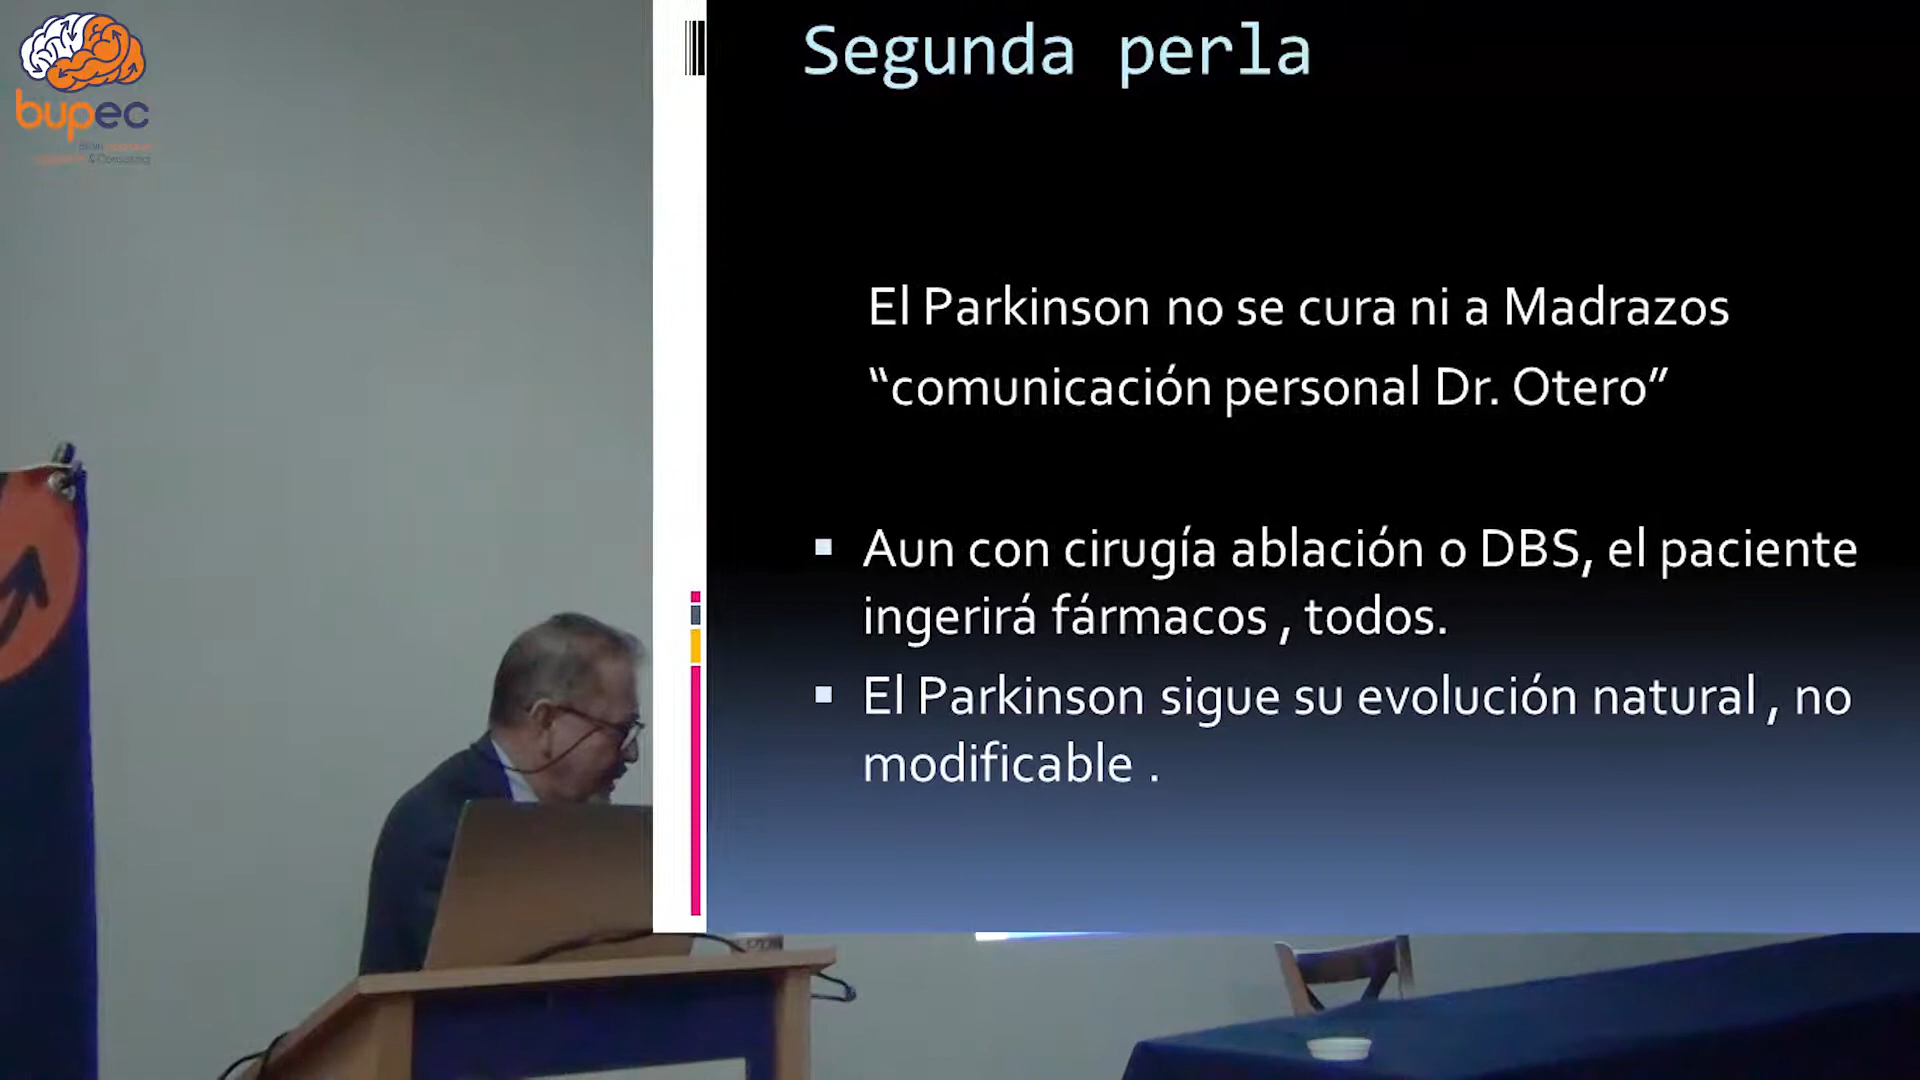 bupec
& Consulting
Segunda perla
El Parkinson no se cura ni a Madrazos
“comunicación personal Dr. Otero”
▪ Aun con cirugía ablación o DBS, el paciente
ingerirá fármacos , todos.
▪ El Parkinson sigue su evolución natural , no
modificable .